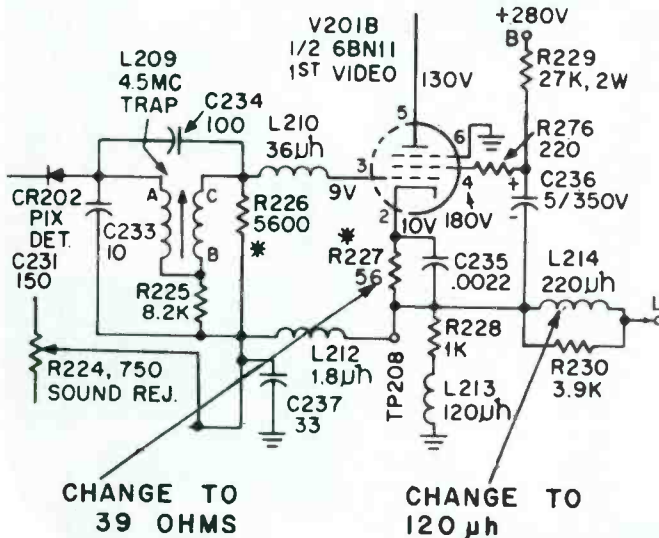 V201B
1/2 6BN11
1ST VIDEO
+280V
B
R229
27K, 2W
L209
4.5MC
TRAP
130V
C234
100
L210
36µh
5
6
R276
220
3
9V
4
2
10V
180V
+
-
C236
5/350V
A
C
B
CR202
PIX
DET.
C233
10
R226
5600
*
*
R227
56
C231
150
R225
8.2K
C235
.0022
L214
220µh
L
R224, 750
SOUND REJ.
L212
1.8µh
TP208
R228
1K
R230
3.9K
C237
33
L213
120µh
CHANGE TO
39 OHMS
CHANGE TO
120 µh